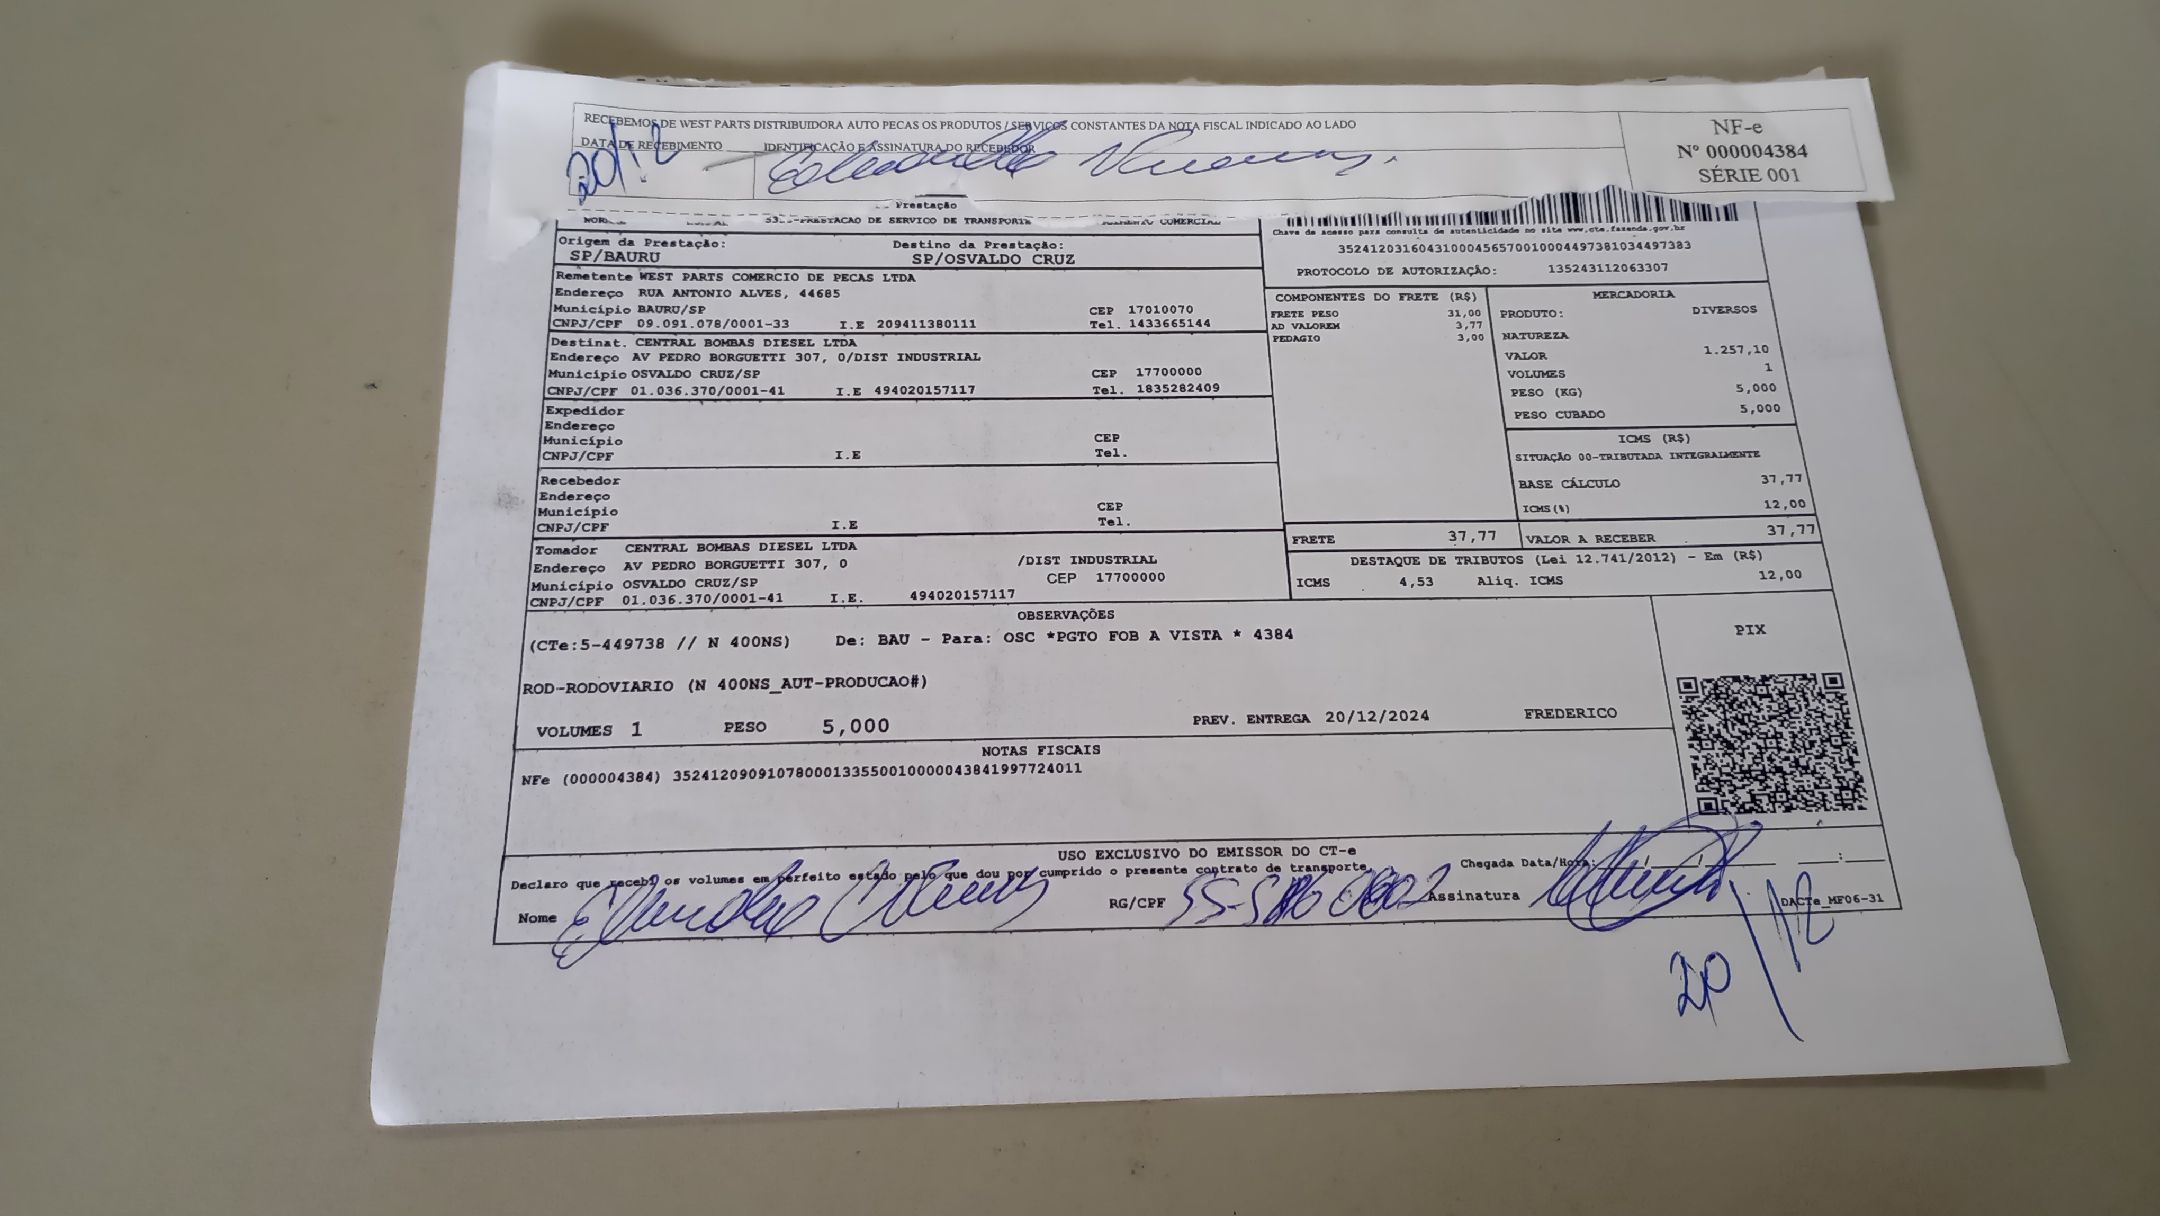 RECEBEMOS DE WEST PARTS DISTRIBUIDORA AUTO PECAS OS PRODUTOS / SERVIÇOS CONSTANTES DA NOTA FISCAL INDICADO AO LADO
DATA DE RECEBIMENTO IDENTIFICAÇÃO E ASSINATURA DO RECEBEDOR
20/12
NF-e
Nº 000004384
SÉRIE 001
Prestação
PRESTACAO DE SERVICO DE TRANSPORTE
COMERCIAL
Chave de acesso para consulta de autenticidade no site www.cte.fazenda.gov.br
35241203160431000456570010004497381034497383
PROTOCOLO DE AUTORIZAÇÃO: 135243112063307
Origem da Prestação: Destino da Prestação:
SP/BAURU SP/OSVALDO CRUZ
Remetente WEST PARTS COMERCIO DE PECAS LTDA
Endereço RUA ANTONIO ALVES, 44685
Município BAURU/SP CEP 17010070
CNPJ/CPF 09.091.078/0001-33 I.E 209411380111 Tel. 1433665144
Destinat. CENTRAL BOMBAS DIESEL LTDA
Endereço AV PEDRO BORGUETTI 307, 0/DIST INDUSTRIAL
Município OSVALDO CRUZ/SP CEP 17700000
CNPJ/CPF 01.036.370/0001-41 I.E 494020157117 Tel. 1835282409
Expedidor
Endereço
Município CEP
CNPJ/CPF I.E Tel.
Recebedor
Endereço
Município CEP
CNPJ/CPF I.E Tel.
Tomador CENTRAL BOMBAS DIESEL LTDA
Endereço AV PEDRO BORGUETTI 307, 0 /DIST INDUSTRIAL
Município OSVALDO CRUZ/SP CEP 17700000
CNPJ/CPF 01.036.370/0001-41 I.E. 494020157117
COMPONENTES DO FRETE (R$)
FRETE PESO 31,00
AD VALOREM 3,77
PEDAGIO 3,00
MERCADORIA
PRODUTO: DIVERSOS
NATUREZA
VALOR 1.257,10
VOLUMES 1
PESO (KG) 5,000
PESO CUBADO 5,000
ICMS (R$)
SITUAÇÃO 00-TRIBUTADA INTEGRALMENTE
BASE CÁLCULO 37,77
ICMS(%) 12,00
FRETE 37,77 VALOR A RECEBER 37,77
DESTAQUE DE TRIBUTOS (Lei 12.741/2012) - Em (R$)
ICMS 4,53 Aliq. ICMS 12,00
OBSERVAÇÕES
(CTe:5-449738 // N 400NS) De: BAU - Para: OSC *PGTO FOB A VISTA * 4384
ROD-RODOVIARIO (N 400NS_AUT-PRODUCAO#)
VOLUMES 1 PESO 5,000 PREV. ENTREGA 20/12/2024 FREDERICO
PIX
NOTAS FISCAIS
NFe (000004384) 35241209091078000133550010000043841997724011
USO EXCLUSIVO DO EMISSOR DO CT-e
Declaro que recebi os volumes em perfeito estado pelo que dou por cumprido o presente contrato de transporte. Chegada Data/Hora: / / :
Nome RG/CPF Assinatura DACTe_MF06-31
20/12